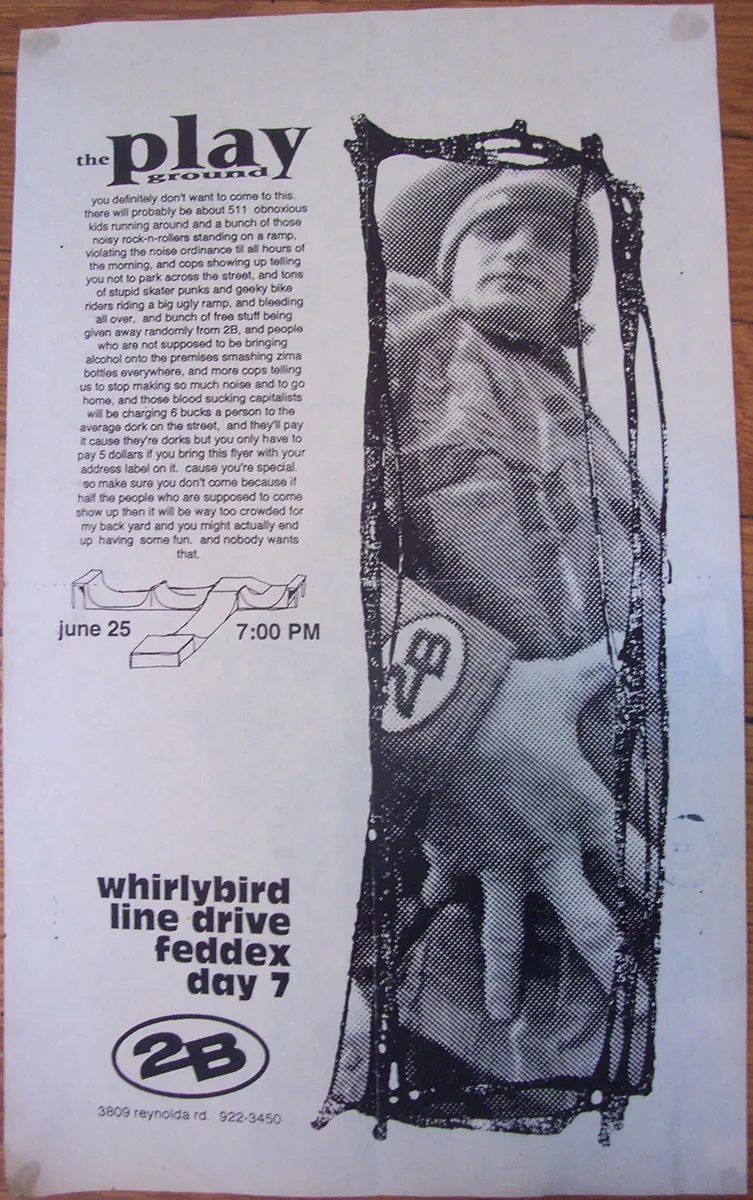 the play
ground
you definitely don't want to come to this.
there will probably be about 511 obnoxious
kids running around and a bunch of those
noisy rock-n-rollers standing on a ramp,
violating the noise ordinance til all hours of
the morning, and cops showing up telling
you not to park across the street, and tons
of stupid skater punks and geeky bike
riders riding a big ugly ramp, and bleeding
all over, and bunch of free stuff being
given away randomly from 2B, and people
who are not supposed to be bringing
alcohol onto the premises smashing zima
bottles everywhere, and more cops telling
us to stop making so much noise and to go
home, and those blood sucking capitalists
will be charging 6 bucks a person to the
average dork on the street, and they'll pay
it cause they're dorks but you only have to
pay 5 dollars if you bring this flyer with your
address label on it. cause you're special.
so make sure you don't come because if
half the people who are supposed to come
show up then it will be way too crowded for
my back yard and you might actually end
up having some fun. and nobody wants
that.
june 25 7:00 PM
2B
whirlybird
line drive
feddex
day 7
2B
3809 reynolda rd 922-3450